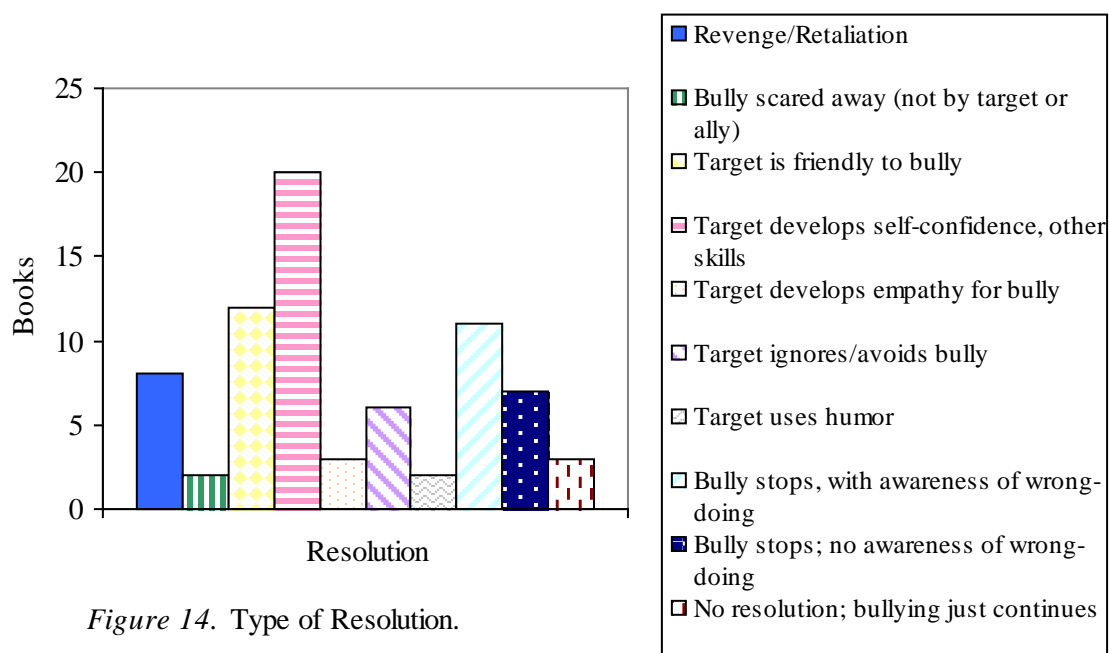 25
20
15
10
5
0
Books
Resolution
Revenge/Retaliation
Bully scared away (not by target or
ally)
Target is friendly to bully
Target develops self-confidence, other
skills
Target develops empathy for bully
Target ignores/avoids bully
Target uses humor
Bully stops, with awareness of wrong-
doing
Bully stops; no awareness of wrong-
doing
No resolution; bullying just continues
Figure 14. Type of Resolution.